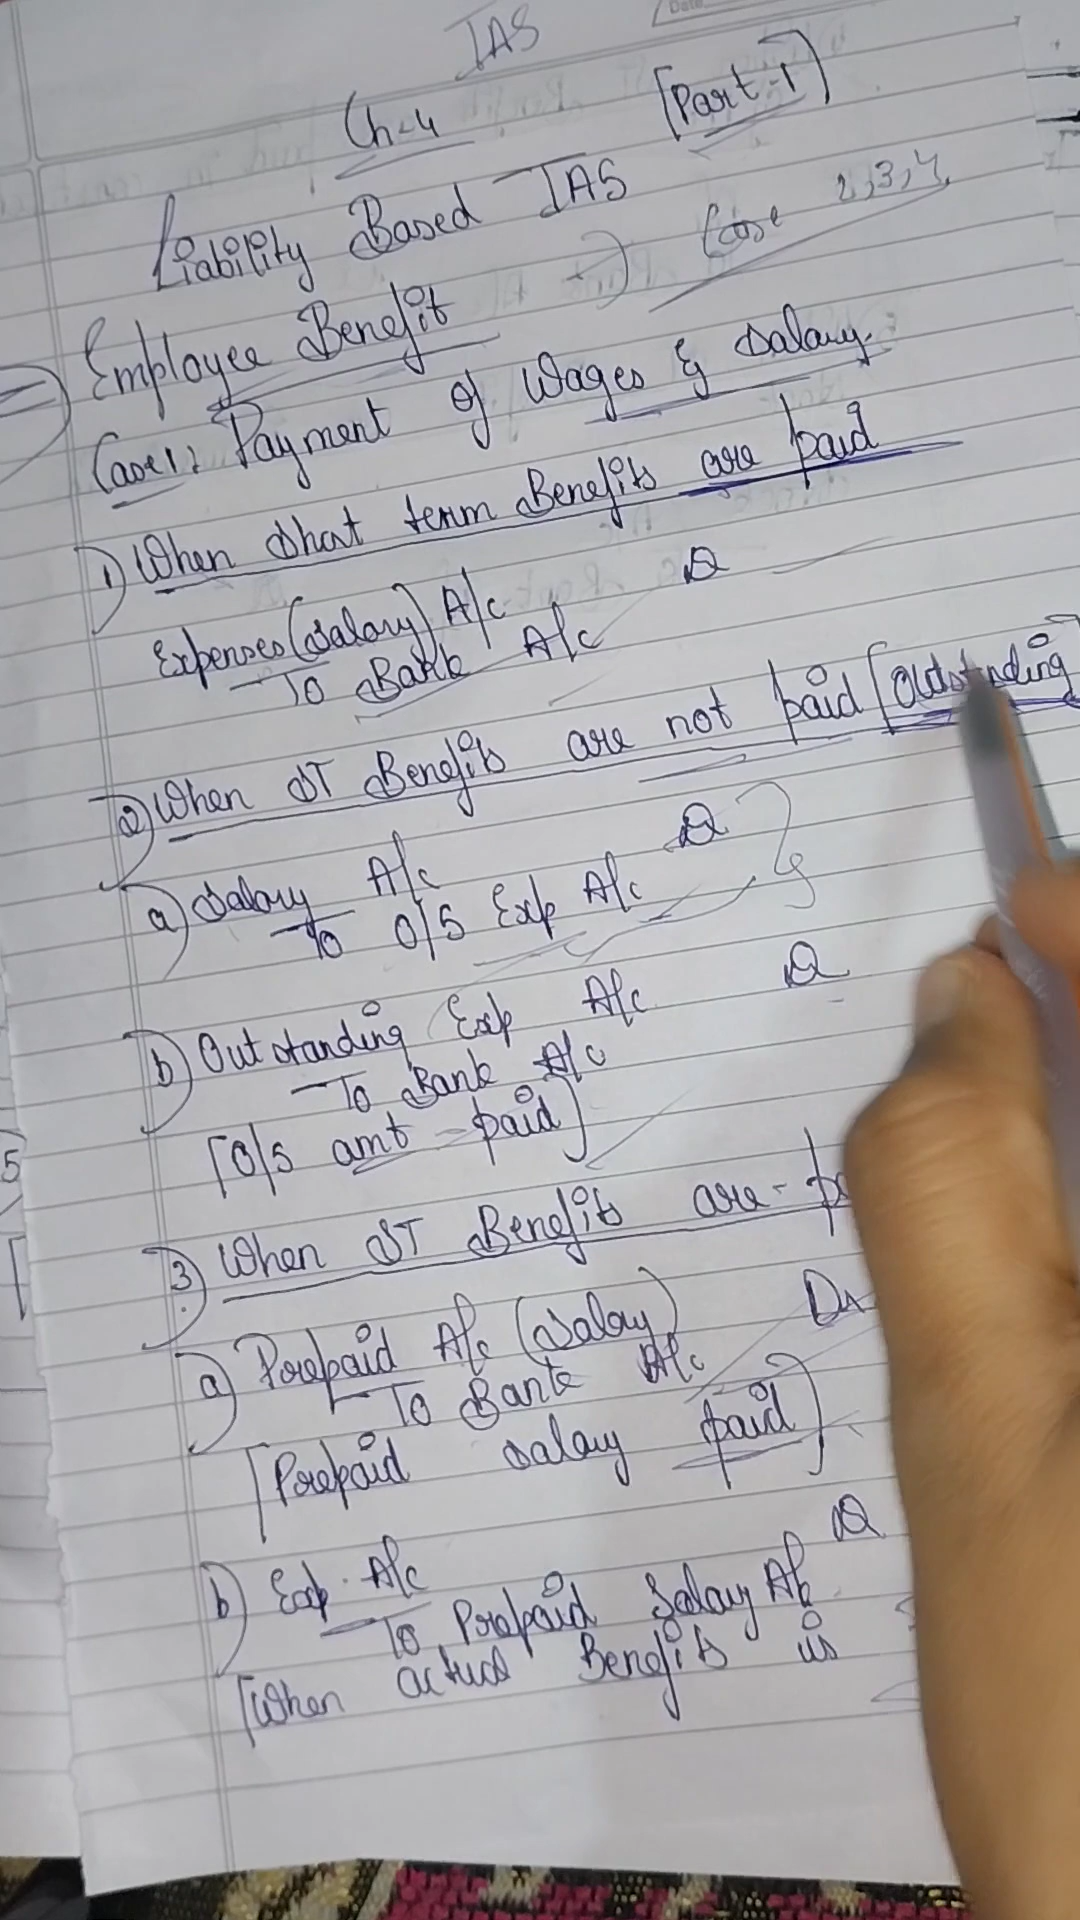 Date
IAS
Ch-4 [Part-1]
Liability Based IAS
Case 2,3,4
Employee Benefit
Case 1: Payment of Wages & Salary.
1) When Short term Benefits are paid
Expenses (Salary) A/c Dr
To Bank A/c
2) When ST Benefits are not paid [Outstanding]
a) Salary A/c Dr
To O/S Exp A/c
b) Outstanding Exp A/c Dr
To Bank A/c
[O/s amt paid]
3) When ST Benefits are
a) Prepaid A/c (Salary) Dr
To Bank A/c
[Prepaid salary paid]
b) Exp. A/c Dr
To Prepaid Salary A/c
[When actual Benefits is
5